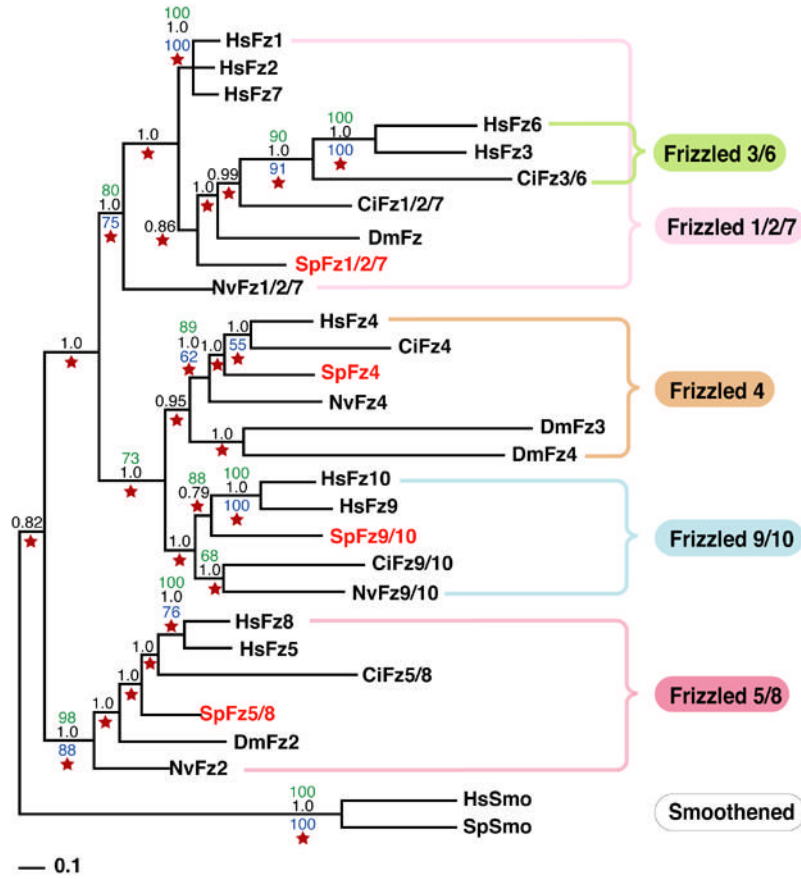 100
1.0
100
HsFz1
HsFz2
HsFz7
1.0
100
1.0
100
HsFz6
HsFz3
90
1.0
91
CiFz3/6
Frizzled 3/6
0.99
1.0
CiFz1/2/7
80
1.0
75
0.86
DmFz
Frizzled 1/2/7
SpFz1/2/7
NvFz1/2/7
1.0
89
1.0
62
1.0
1.0
55
HsFz4
CiFz4
SpFz4
Frizzled 4
0.95
NvFz4
1.0
DmFz3
DmFz4
73
1.0
88
0.79
100
1.0
100
HsFz10
HsFz9
0.82
SpFz9/10
Frizzled 9/10
1.0
68
1.0
CiFz9/10
NvFz9/10
100
1.0
76
HsFz8
HsFz5
1.0
CiFz5/8
1.0
Frizzled 5/8
SpFz5/8
98
1.0
88
1.0
DmFz2
NvFz2
100
1.0
100
HsSmo
SpSmo
Smoothened
0.1